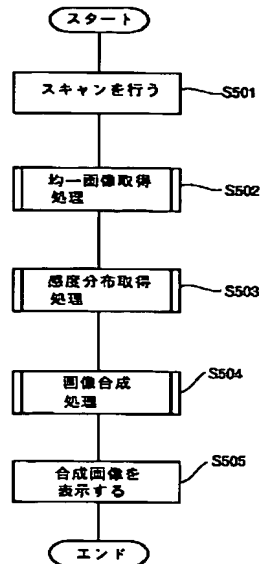 スタート
スキャンを行う
S501
均一画像取得
処理
S502
感度分布取得
処理
S503
画像合成
処理
S504
合成画像を
表示する
S505
エンド